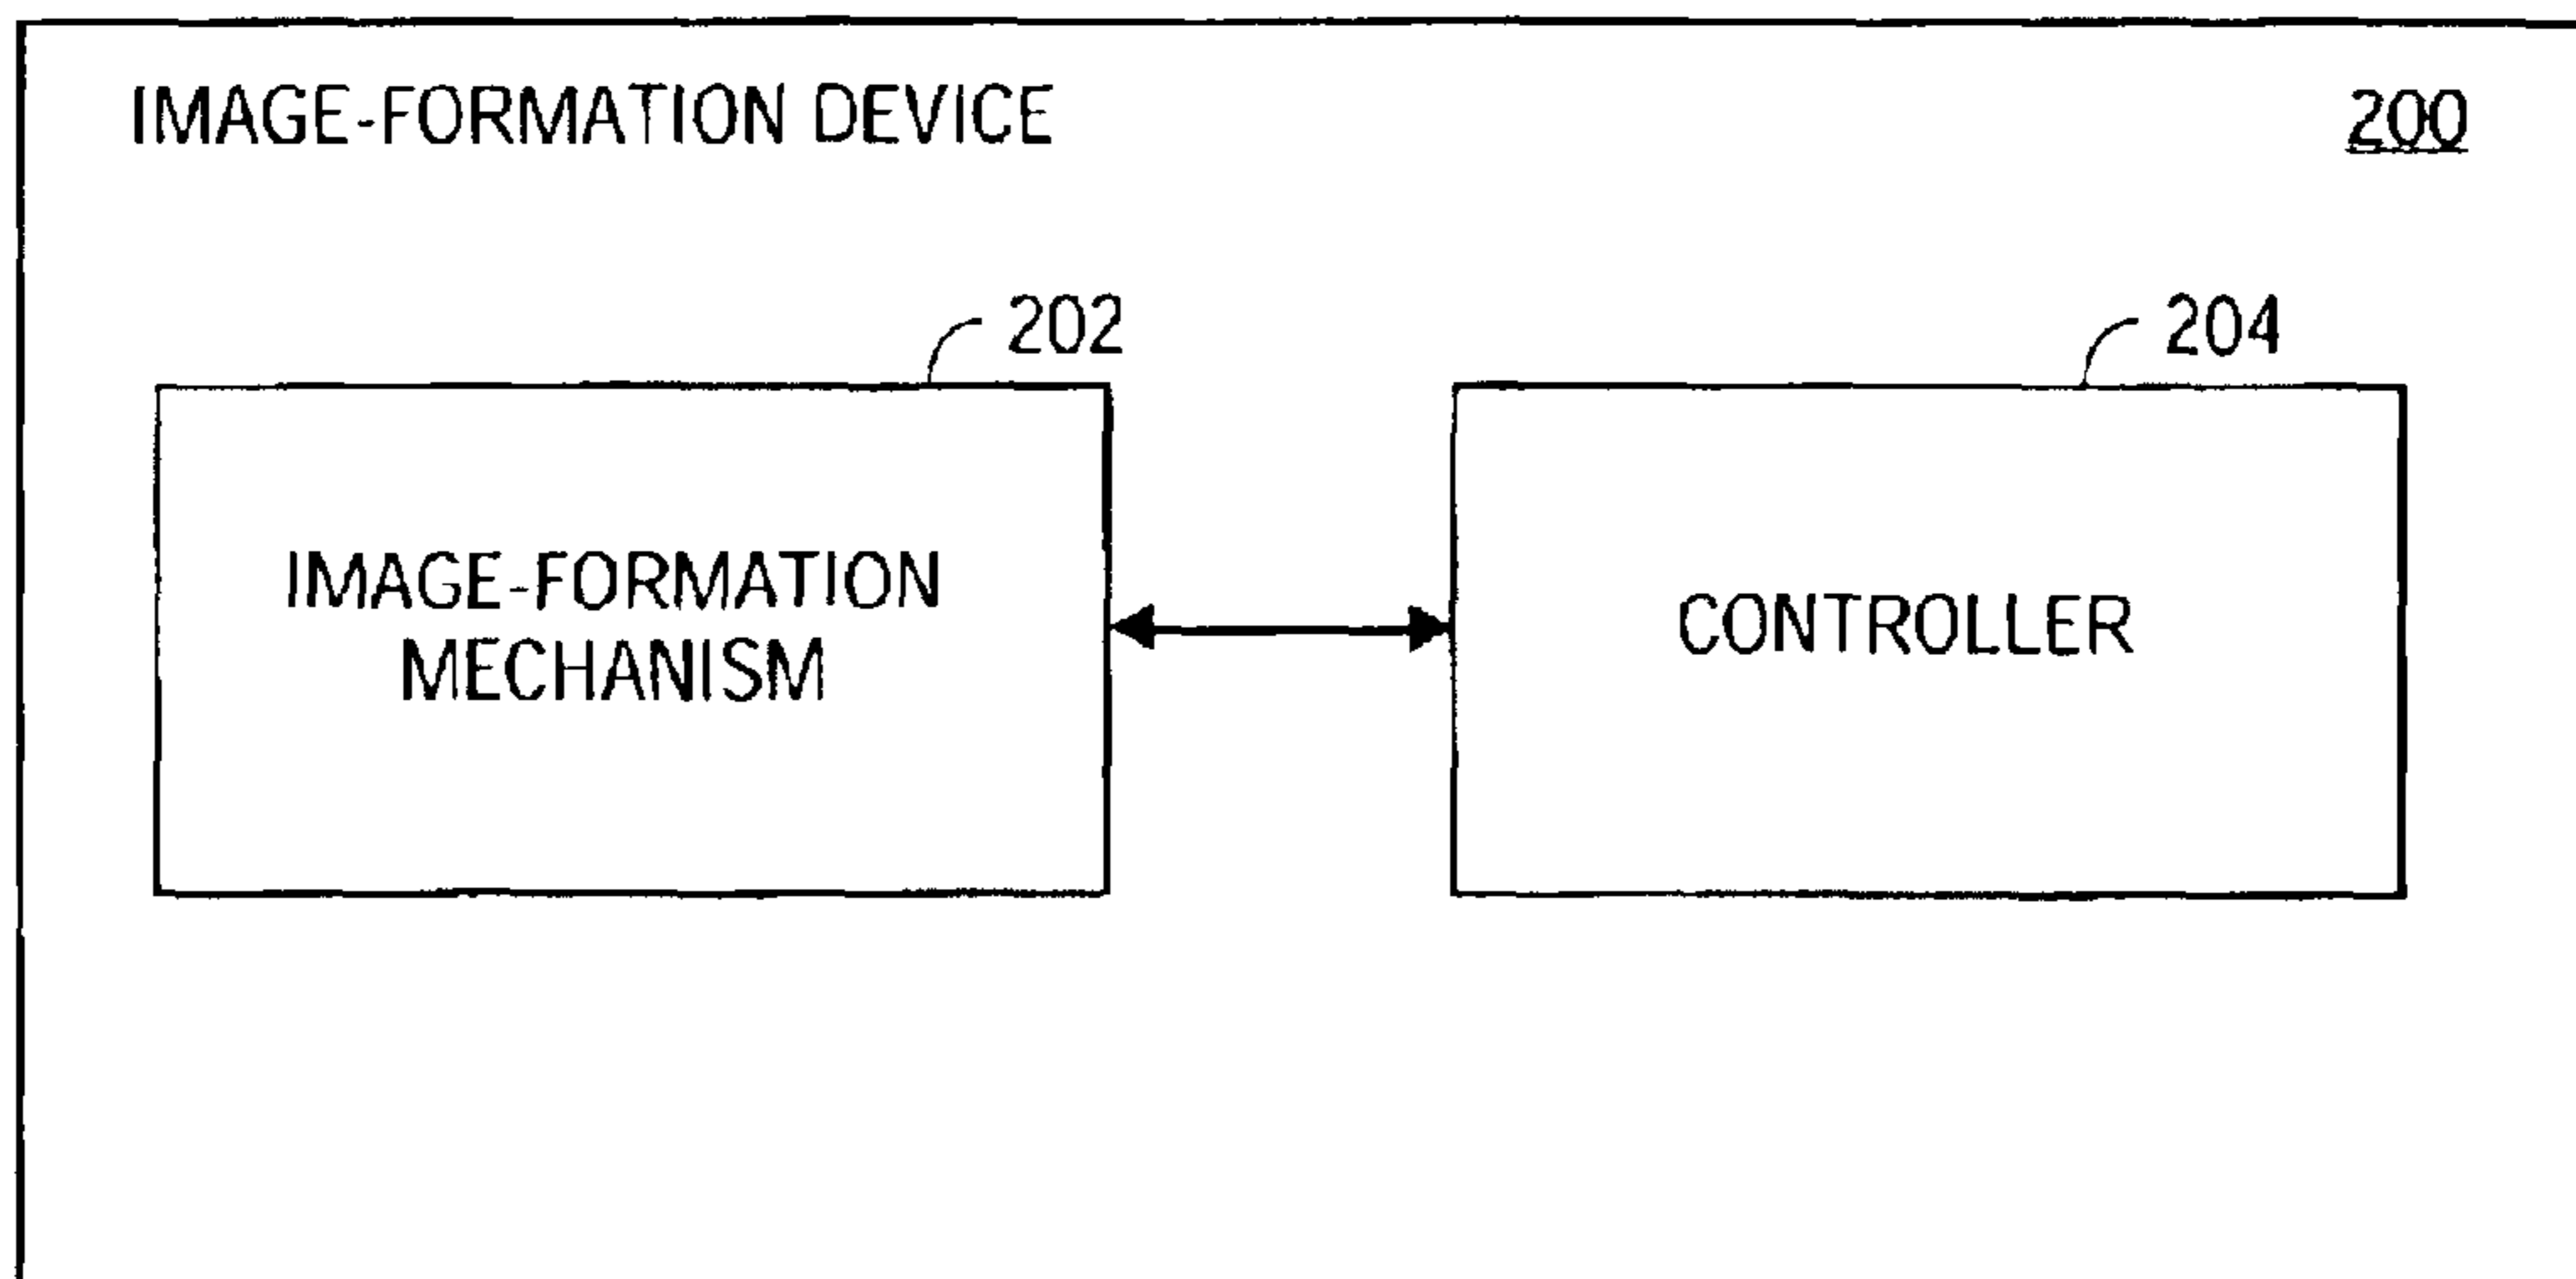 IMAGE-FORMATION DEVICE 200
202
204
IMAGE-FORMATION
MECHANISM
CONTROLLER